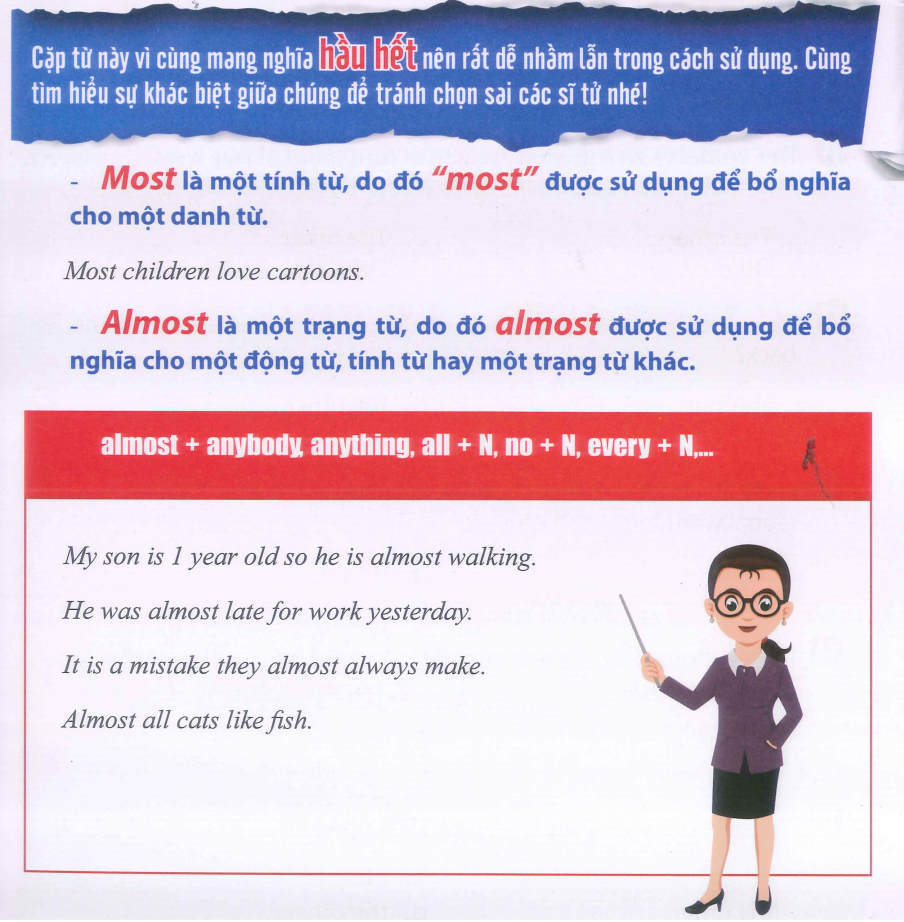 Cặp từ này vì cùng mang nghĩa hầu hết nên rất dễ nhầm lẫn trong cách sử dụng. Cùng
tìm hiểu sự khác biệt giữa chúng để tránh chọn sai các sĩ tử nhé!
- Most là một tính từ, do đó “most” được sử dụng để bổ nghĩa
cho một danh từ.
Most children love cartoons.
- Almost là một trạng từ, do đó almost được sử dụng để bổ
nghĩa cho một động từ, tính từ hay một trạng từ khác.
almost + anybody, anything, all + N, no + N, every + N,...
My son is 1 year old so he is almost walking.
He was almost late for work yesterday.
It is a mistake they almost always make.
Almost all cats like fish.